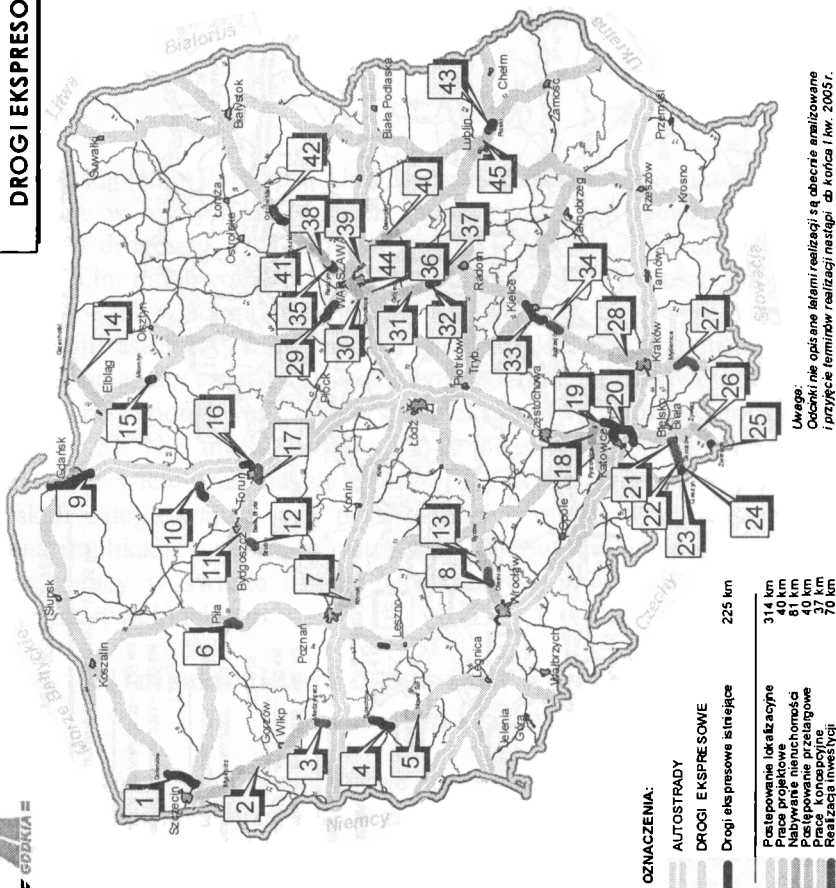 DROGI EKSPRESO
GDDKIA
Litwa
Białoruś
Ukraina
Słowacja
Czechy
Niemcy
Morze Bałtyckie
Suwałki
Białystok
Łomża
Ostrołęka
Biała Podlaska
Lublin
Chełm
Zamość
Przemyśl
Rzeszów
Krosno
Tarnobrzeg
Tarnów
Kielce
Radom
WARSZAWA
Płock
Olsztyn
Elbląg
Gdańsk
Słupsk
Koszalin
Szczecin
Piła
Bydgoszcz
Toruń
Gorzów
Wlkp
Poznań
Konin
Łódź
Piotrków
Tryb.
Częstochowa
Katowice
Kraków
Bielsko
Biała
Opole
Wrocław
Leszno
Legnica
Wałbrzych
Jelenia
Góra
1
2
3
4
5
6
7
8
9
10
11
12
13
14
15
16
17
18
19
20
21
22
23
24
25
26
27
28
29
30
31
32
33
34
35
36
37
38
39
40
41
42
43
44
45
OZNACZENIA:
AUTOSTRADY
DROGI EKSPRESOWE
Drogi ekspresowe istniejące 225 km
Postępowanie lokalizacyjne 314 km
Prace projektowe 40 km
Nabywanie nieruchomości 81 km
Postępowanie przetargowe 40 km
Prace koncepcyjne 37 km
Realizacja inwestycji 70 km
Uwaga:
Odcinki nie opisane latami realizacji są obecnie analizowane
i przyjęcie terminów realizacji nastąpi do końca I kw. 2005 r.